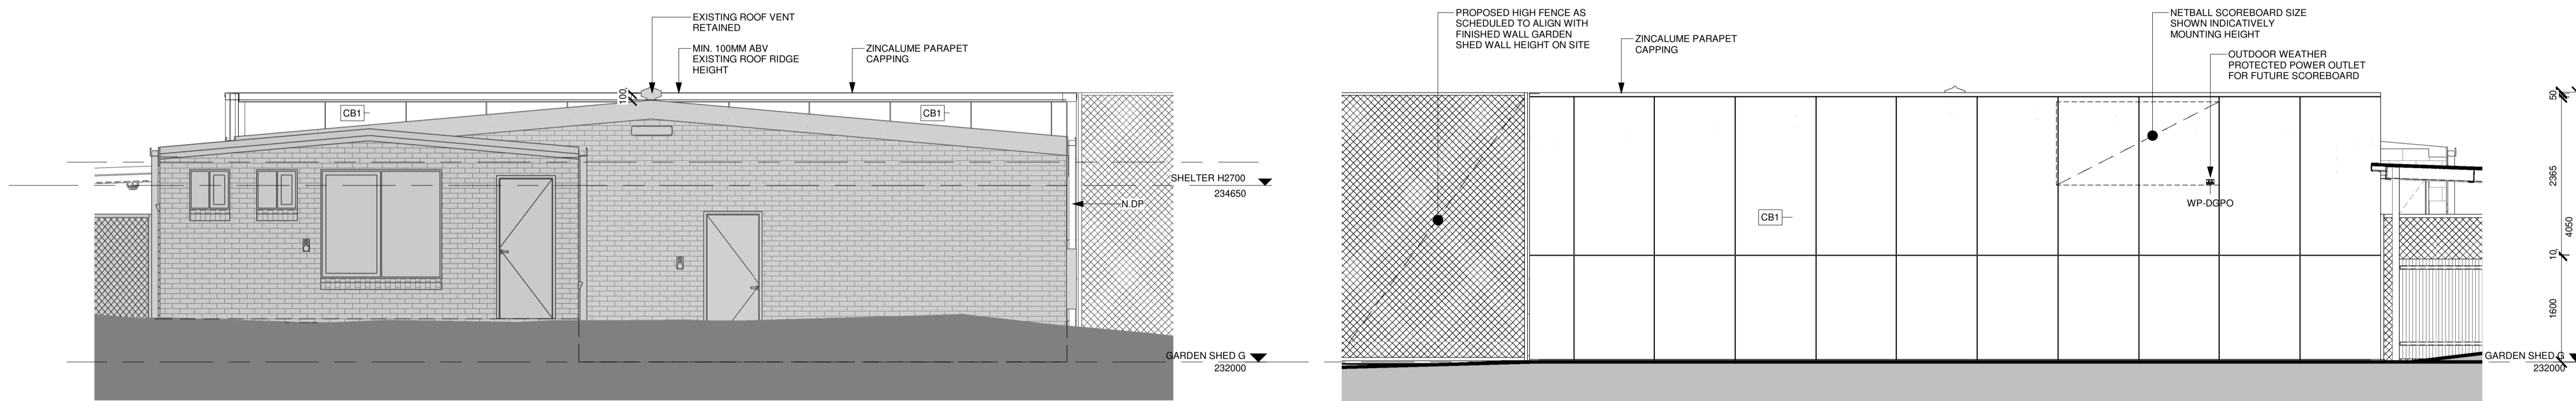 EXISTING ROOF VENT
RETAINED
MIN. 100MM ABV
EXISTING ROOF RIDGE
HEIGHT
ZINCALUME PARAPET
CAPPING
100
CB1
CB1
SHELTER H2700
234650
N.DP
GARDEN SHED G
232000
PROPOSED HIGH FENCE AS
SCHEDULED TO ALIGN WITH
FINISHED WALL GARDEN
SHED WALL HEIGHT ON SITE
ZINCALUME PARAPET
CAPPING
NETBALL SCOREBOARD SIZE
SHOWN INDICATIVELY
MOUNTING HEIGHT
OUTDOOR WEATHER
PROTECTED POWER OUTLET
FOR FUTURE SCOREBOARD
WP-DGPO
CB1
50
2365
4050
10
1600
GARDEN SHED G
232000